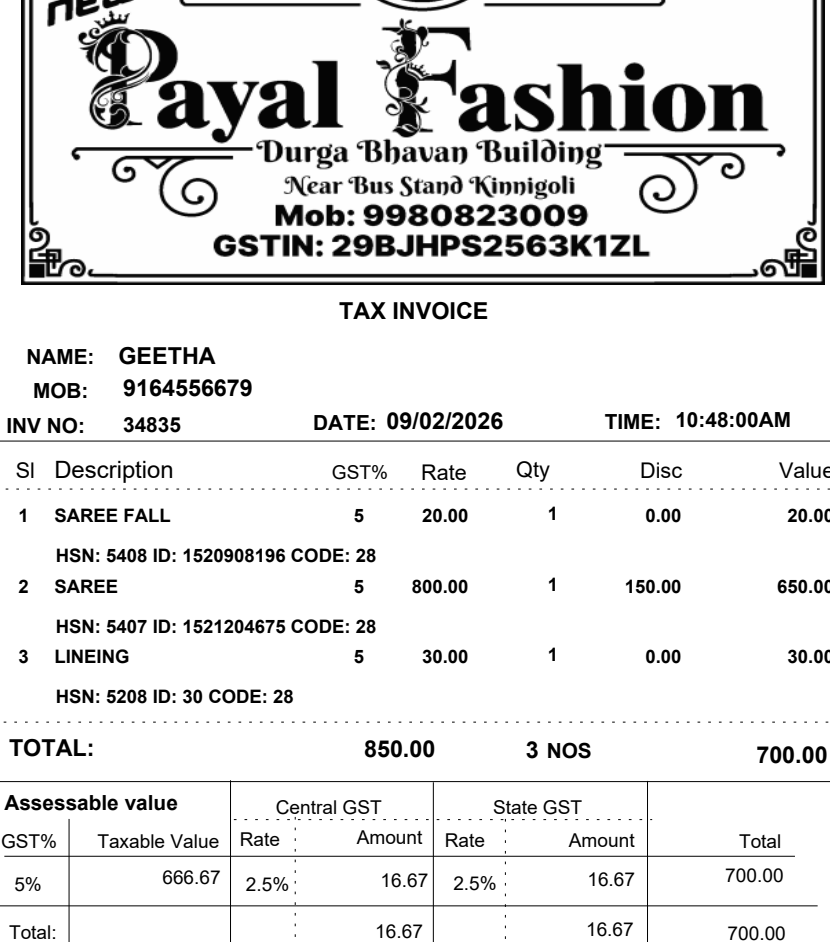 new
Payal Fashion
Durga Bhavan Building
Near Bus Stand Kinnigoli
Mob: 9980823009
GSTIN: 29BJHPS2563K1ZL
TAX INVOICE
NAME: GEETHA
MOB: 9164556679
INV NO: 34835 DATE: 09/02/2026 TIME: 10:48:00AM
Sl Description GST% Rate Qty Disc Value
1 SAREE FALL 5 20.00 1 0.00 20.00
HSN: 5408 ID: 1520908196 CODE: 28
2 SAREE 5 800.00 1 150.00 650.00
HSN: 5407 ID: 1521204675 CODE: 28
3 LINEING 5 30.00 1 0.00 30.00
HSN: 5208 ID: 30 CODE: 28
TOTAL: 850.00 3 NOS 700.00
Assessable value Central GST State GST
GST% Taxable Value Rate Amount Rate Amount Total
5% 666.67 2.5% 16.67 2.5% 16.67 700.00
Total: 16.67 16.67 700.00